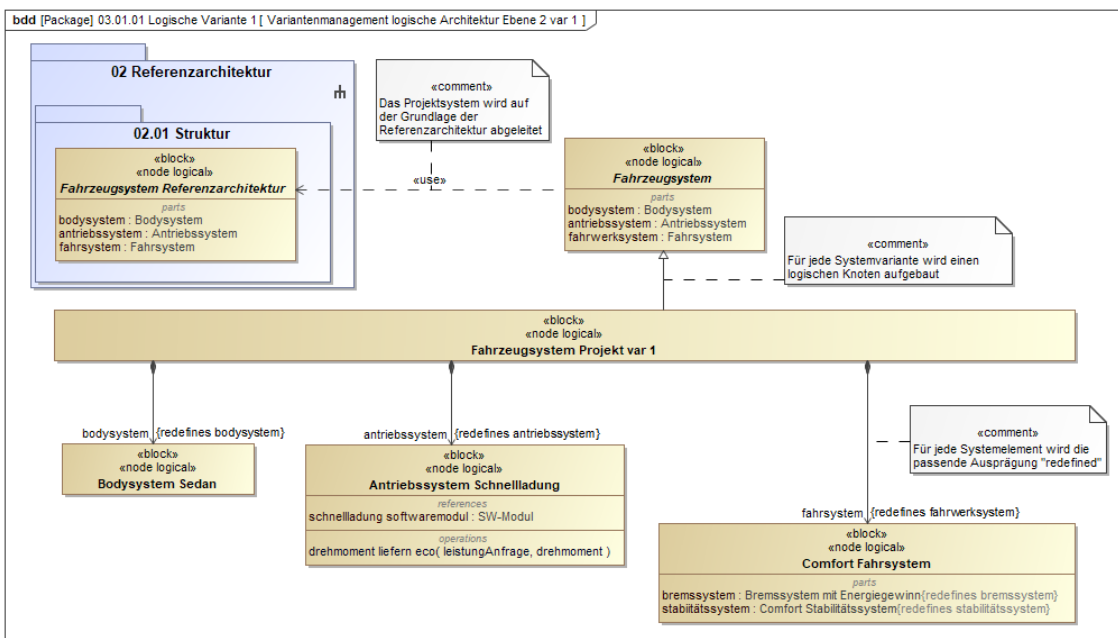 bdd [Package] 03.01.01 Logische Variante 1 [ Variantenmanagement logische Architektur Ebene 2 var 1 ]
02 Referenzarchitektur
02.01 Struktur
«block»
«node logical»
Fahrzeugsystem Referenzarchitektur
parts
bodysystem : Bodysystem
antriebssystem : Antriebssystem
fahrsystem : Fahrsystem
«comment»
Das Projektsystem wird auf
der Grundlage der
Referenzarchitektur abgeleitet
«use»
«block»
«node logical»
Fahrzeugsystem
parts
bodysystem : Bodysystem
antriebssystem : Antriebssystem
fahrwerksystem : Fahrsystem
«comment»
Für jede Systemvariante wird einen
logischen Knoten aufgebaut
«block»
«node logical»
Fahrzeugsystem Projekt var 1
bodysystem {redefines bodysystem}
«block»
«node logical»
Bodysystem Sedan
antriebssystem {redefines antriebssystem}
«block»
«node logical»
Antriebssystem Schnellladung
references
schnellladung softwaremodul : SW-Modul
operations
drehmoment liefern eco( leistungAnfrage, drehmoment )
«comment»
Für jede Systemelement wird die
passende Ausprägung "redefined"
fahrsystem {redefines fahrwerksystem}
«block»
«node logical»
Comfort Fahrsystem
parts
bremssystem : Bremssystem mit Energiegewinn{redefines bremssystem}
stabiitätssystem : Comfort Stabilitätssystem{redefines stabilitätssystem}